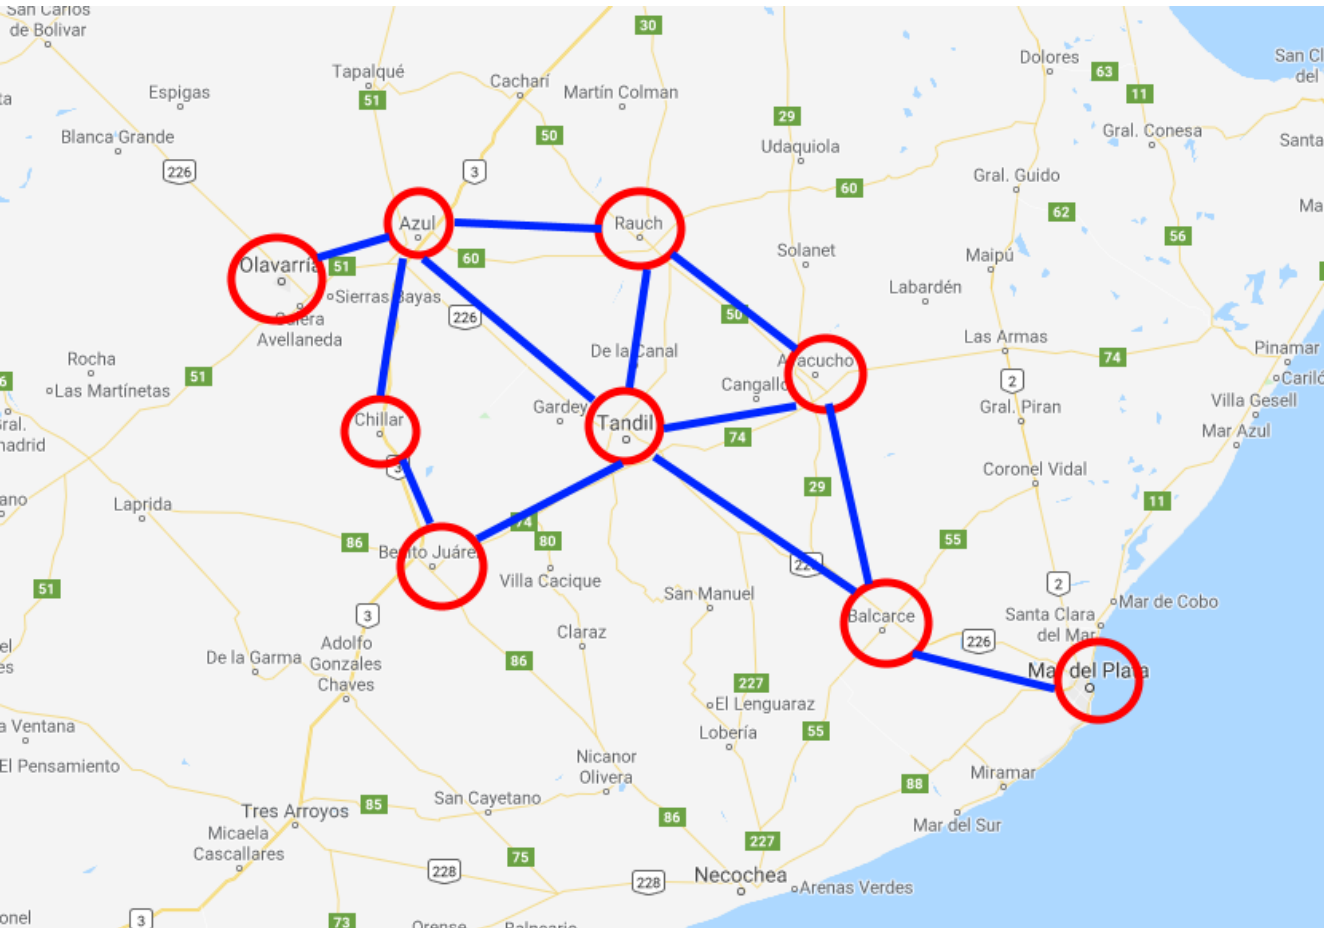 San Carlos
de Bolivar
30
Dolores
63
San Cl
del
Tapalqué
51
Cacharí
Martín Colman
Espigas
11
29
Gral. Conesa
Blanca Grande
50
Udaquiola
Santa
226
3
60
Gral. Guido
Ma
62
Azul
Rauch
56
Solanet
Maipú
Olavarría
51
60
Labardén
Sierras Bayas
226
50
Calera
Avellaneda
Las Armas
Rocha
De la Canal
Ayacucho
74
Pinamar
51
Las Martínetas
Cangallo
2
Cariló
Villa Gesell
Gardey
Gral. Piran
Chillar
Tandil
74
Mar Azul
3
Coronel Vidal
Laprida
29
11
74
86
Benito Juárez
80
55
Villa Cacique
226
51
2
San Manuel
Mar de Cobo
3
Balcarce
Santa Clara
del Mar
Claraz
226
Adolfo
Gonzales
Chaves
De la Garma
86
Mar del Plata
227
El Lenguaraz
a Ventana
Lobería
55
El Pensamiento
Nicanor
Olivera
Miramar
88
San Cayetano
85
Tres Arroyos
86
Mar del Sur
Micaela
Cascallares
227
75
228
228
Necochea
Arenas Verdes
3
73
Orense
Balneario